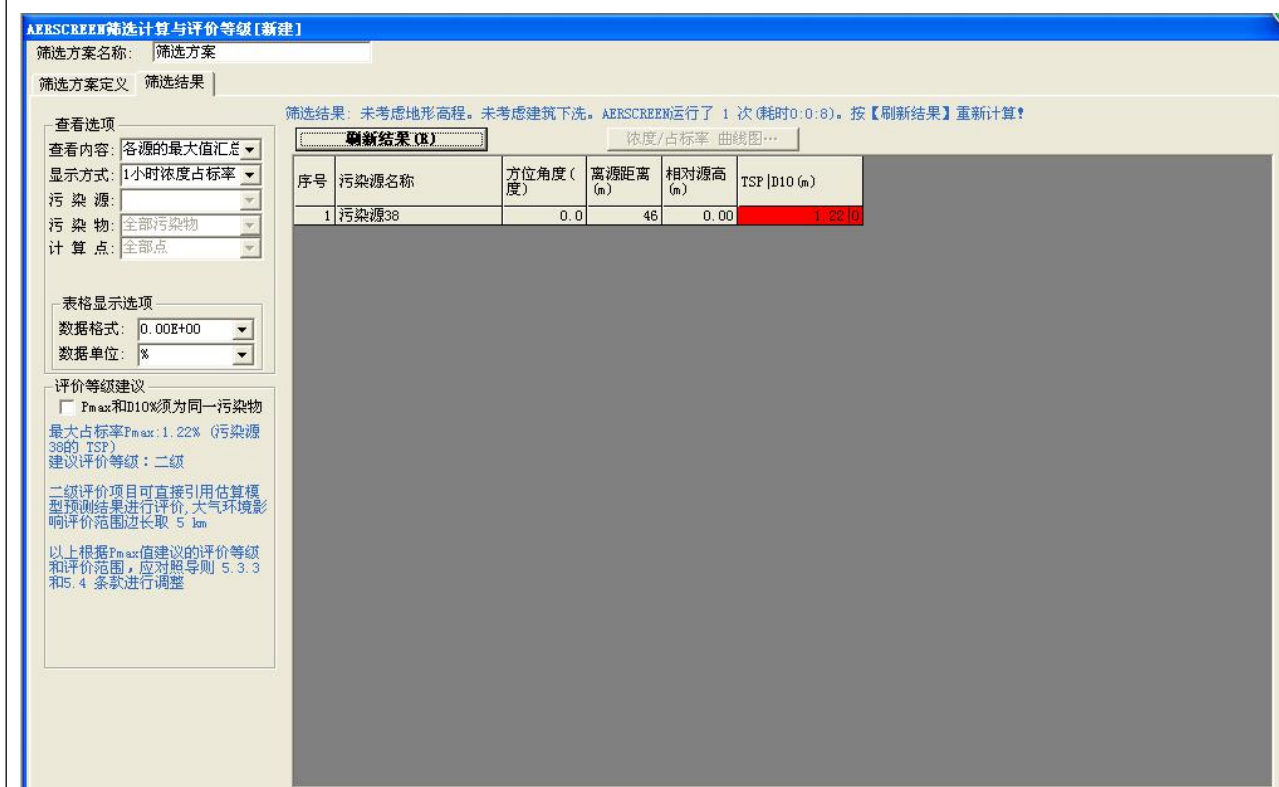 AERSCREEN筛选计算与评价等级[新建]
筛选方案名称: 筛选方案
筛选方案定义 筛选结果
筛选结果: 未考虑地形高程。未考虑建筑下洗。AERSCREEN运行了 1 次(耗时0:0:8)。按【刷新结果】重新计算!
查看选项
查看内容: 各源的最大值汇总
显示方式: 1小时浓度占标率
污 染 源:
污 染 物: 全部污染物
计 算 点: 全部点
刷新结果(R) 浓度/占标率 曲线图…
序号 污染源名称 方位角度(度) 离源距离(m) 相对源高(m) TSP|D10(m)
1 污染源38 0.0 46 0.00 1.22|0
表格显示选项
数据格式: 0.00E+00
数据单位: %
评价等级建议
Pmax和D10%须为同一污染物
最大占标率Pmax:1.22% (污染源
38的 TSP)
建议评价等级:二级
二级评价项目可直接引用估算模
型预测结果进行评价,大气环境影
响评价范围边长取 5 km
以上根据Pmax值建议的评价等级
和评价范围,应对照导则 5.3.3
和5.4 条款进行调整